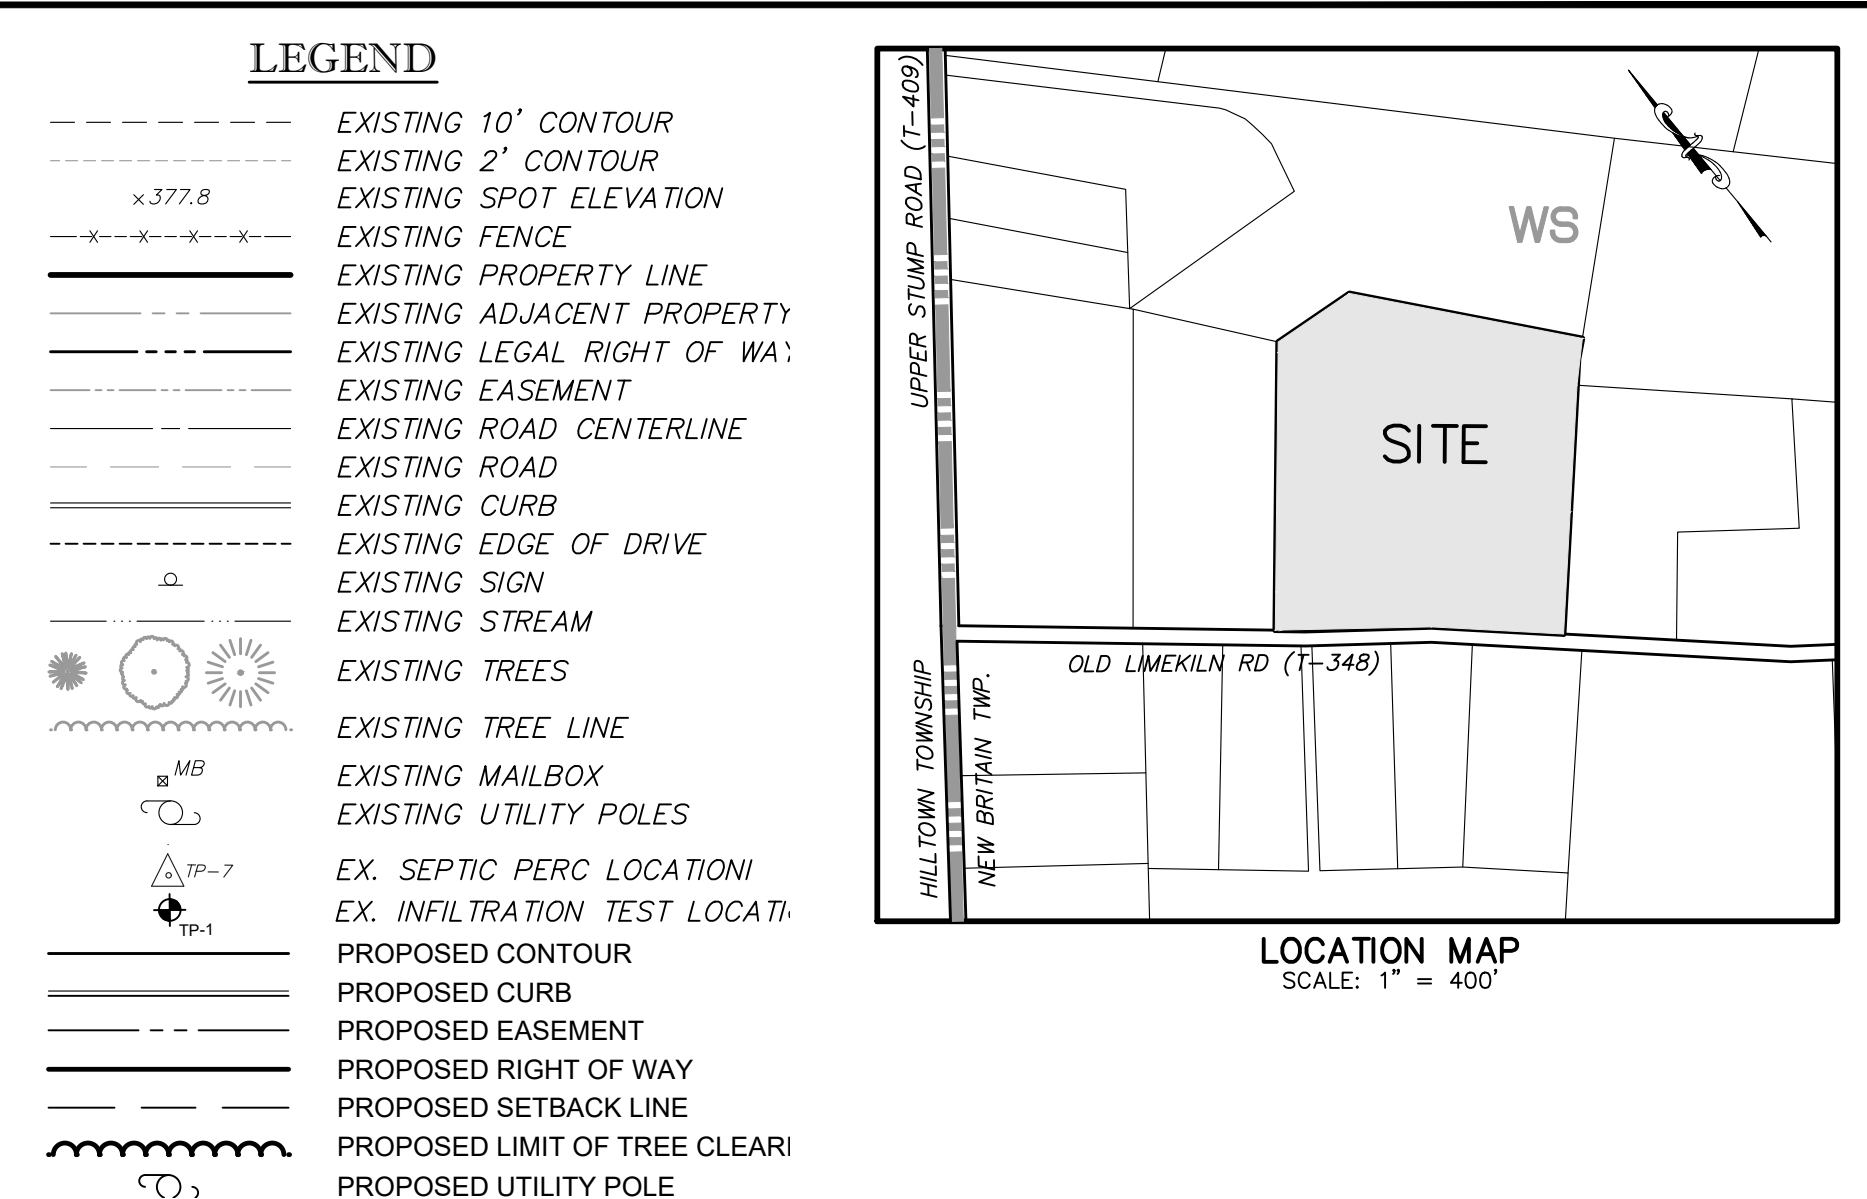 LEGEND
EXISTING 10' CONTOUR
EXISTING 2' CONTOUR
×377.8 EXISTING SPOT ELEVATION
EXISTING FENCE
EXISTING PROPERTY LINE
EXISTING ADJACENT PROPERTY
EXISTING LEGAL RIGHT OF WAY
EXISTING EASEMENT
EXISTING ROAD CENTERLINE
EXISTING ROAD
EXISTING CURB
EXISTING EDGE OF DRIVE
EXISTING SIGN
EXISTING STREAM
EXISTING TREES
EXISTING TREE LINE
MB EXISTING MAILBOX
EXISTING UTILITY POLES
TP-7 EX. SEPTIC PERC LOCATIONI
TP-1 EX. INFILTRATION TEST LOCATI
PROPOSED CONTOUR
PROPOSED CURB
PROPOSED EASEMENT
PROPOSED RIGHT OF WAY
PROPOSED SETBACK LINE
PROPOSED LIMIT OF TREE CLEARI
PROPOSED UTILITY POLE
UPPER STUMP ROAD (T-409)
WS
SITE
OLD LIMEKILN RD (T-348)
HILLTOWN TOWNSHIP
NEW BRITAIN TWP.
LOCATION MAP
SCALE: 1" = 400'